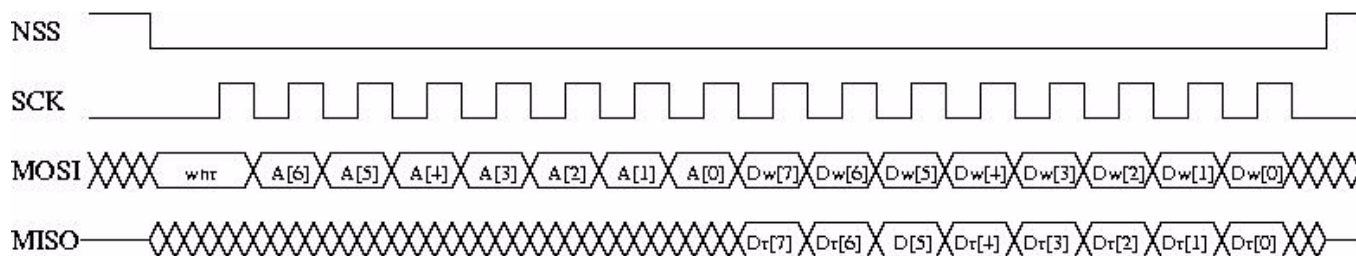 NSS
SCK
MOSI wnr A[6] A[5] A[4] A[3] A[2] A[1] A[0] Dw[7] Dw[6] Dw[5] Dw[4] Dw[3] Dw[2] Dw[1] Dw[0]
MISO Dr[7] Dr[6] D[5] Dr[4] Dr[3] Dr[2] Dr[1] Dr[0]